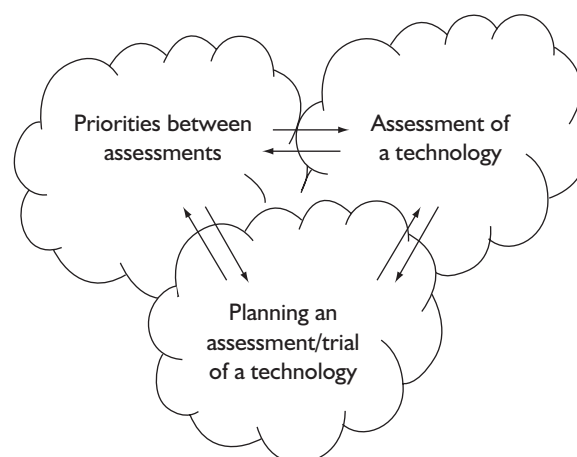 Priorities between
assessments
Assessment of
a technology
Planning an
assessment/trial
of a technology